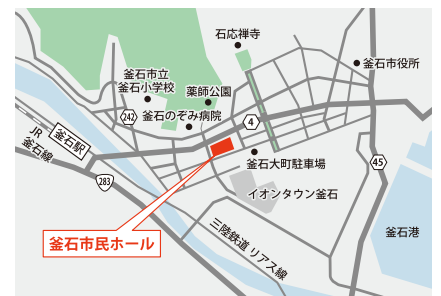 石応禅寺
釜石市役所
釜石市立
釜石小学校
薬師公園
242
釜石のぞみ病院
4
JR
釜石線
釜石駅
釜石大町駐車場
45
283
イオンタウン釜石
三陸鉄道 リアス線
釜石港
釜石市民ホール